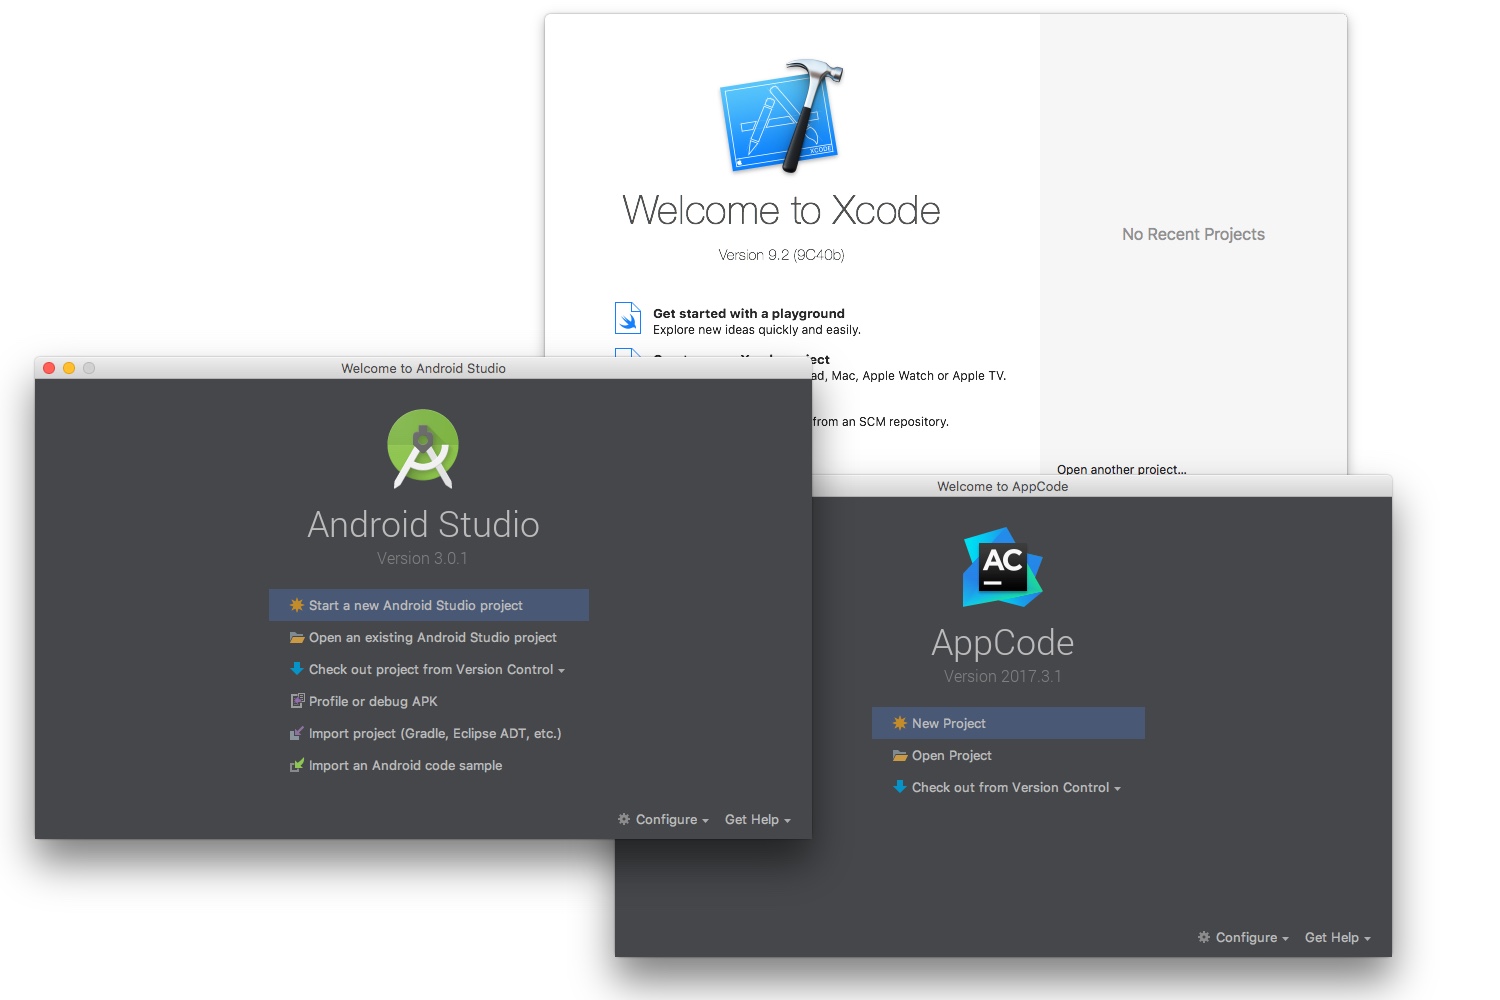 XCODE
Welcome to Xcode
Version 9.2 (9C40b)
No Recent Projects
Get started with a playground
Explore new ideas quickly and easily.
Mac, Apple Watch or Apple TV.
from an SCM repository.
Open another project...
Welcome to Android Studio
Android Studio
Version 3.0.1
Start a new Android Studio project
Open an existing Android Studio project
Check out project from Version Control
Profile or debug APK
Import project (Gradle, Eclipse ADT, etc.)
Import an Android code sample
Configure
Get Help
Welcome to AppCode
AC
AppCode
Version 2017.3.1
New Project
Open Project
Check out from Version Control
Configure
Get Help